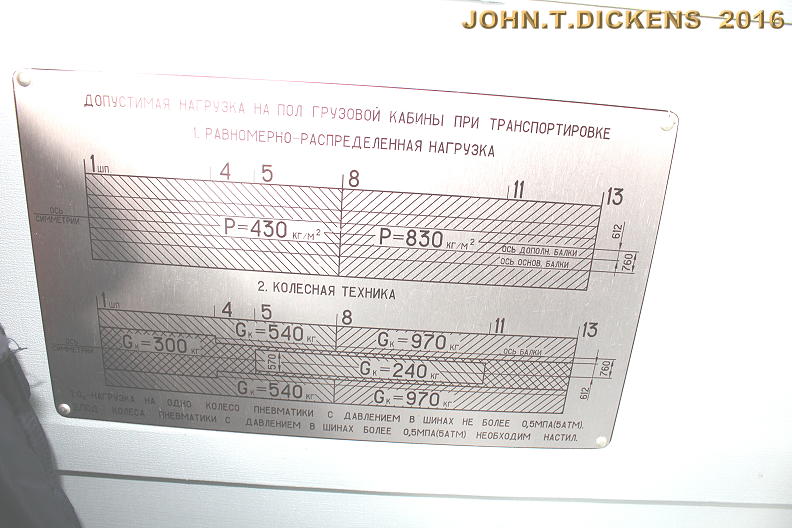 JOHN.T.DICKENS 2016
ДОПУСТИМАЯ НАГРУЗКА НА ПОЛ ГРУЗОВОЙ КАБИНЫ ПРИ ТРАНСПОРТИРОВКЕ
1. РАВНОМЕРНО-РАСПРЕДЕЛЕННАЯ НАГРУЗКА
1 шп 4 5 8 11 13
ОСЬ СИММЕТРИИ
P=430 КГ/М² P=830 КГ/М²
612
ОСЬ ДОПОЛН. БАЛКИ
ОСЬ ОСНОВ. БАЛКИ
760
2. КОЛЕСНАЯ ТЕХНИКА
1 шп 4 5 8 11 13
Gк=540 КГ Gк=970 КГ
ОСЬ СИММЕТРИИ
Gк=300 КГ
ОСЬ БАЛКИ
570
Gк=240 КГ
760
612
Gк=540 КГ Gк=970 КГ
-НАГРУЗКА НА ОДНО КОЛЕСО ПНЕВМАТИКИ С ДАВЛЕНИЕМ В ШИНАХ НЕ БОЛЕЕ 0,5МПА(5АТМ).
КОЛЕСА ПНЕВМАТИКИ С ДАВЛЕНИЕМ В ШИНАХ БОЛЕЕ 0,5МПА(5АТМ) НЕОБХОДИМ НАСТИЛ.